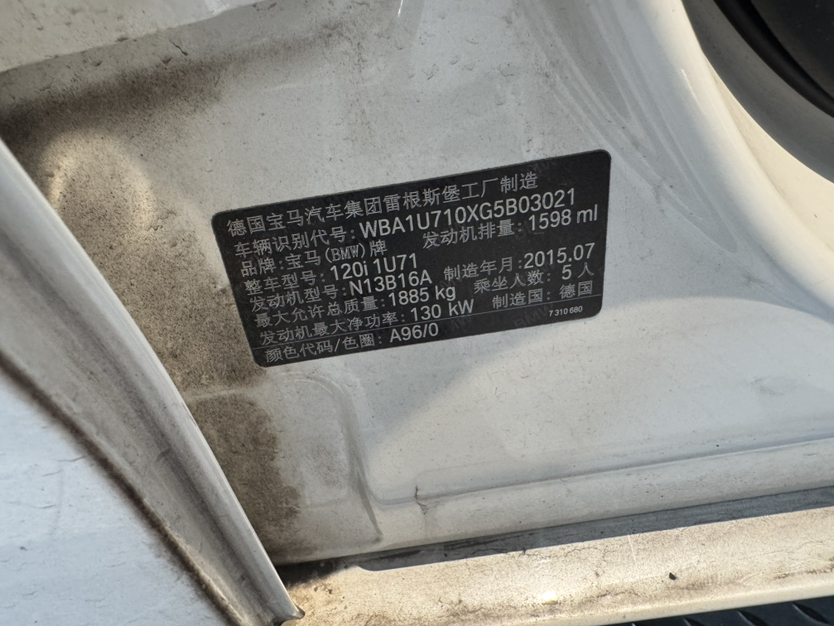 德国宝马汽车集团雷根斯堡工厂制造
车辆识别代号: WBA1U710XG5B03021
品牌: 宝马(BMW)牌 发动机排量: 1598 ml
整车型号: 120i 1U71
发动机型号: N13B16A 制造年月: 2015.07
最大允许总质量: 1885 kg 乘坐人数: 5 人
发动机最大净功率: 130 kW 制造国: 德国
颜色代码/色圈: A96/0 7 310 680